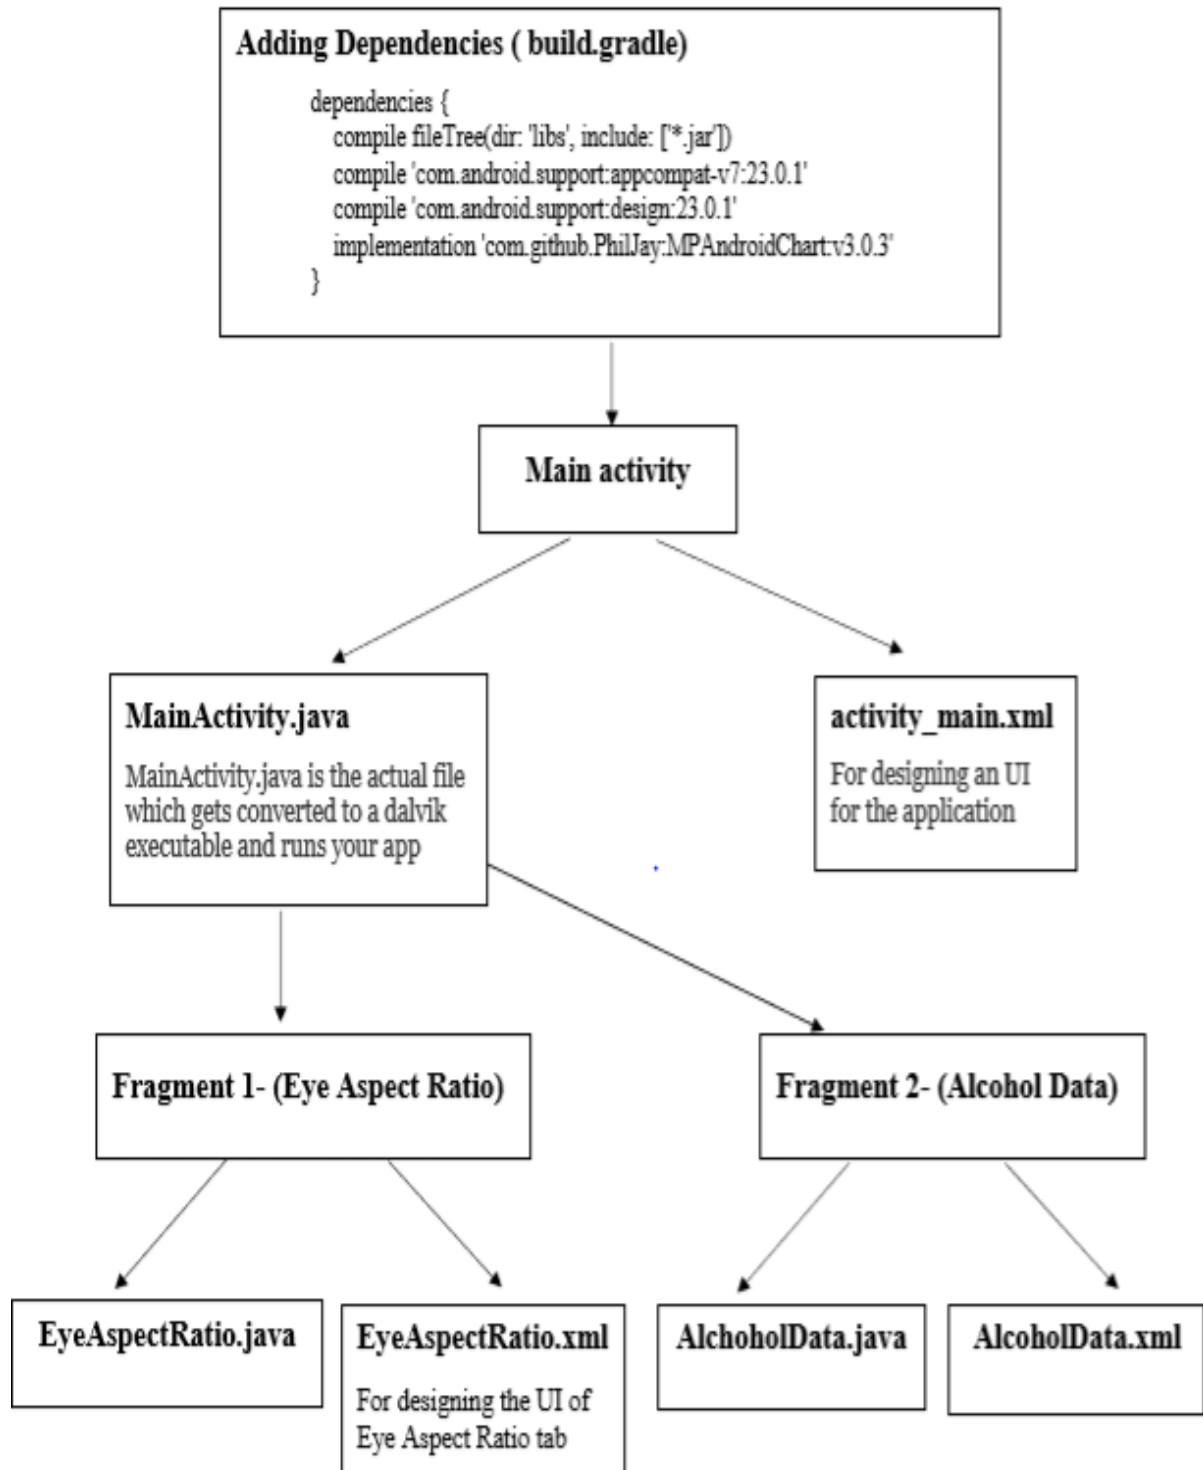 Adding Dependencies ( build.gradle)
dependencies {
compile fileTree(dir: 'libs', include: ['*.jar'])
compile 'com.android.support:appcompat-v7:23.0.1'
compile 'com.android.support:design:23.0.1'
implementation 'com.github.PhilJay:MPAndroidChart:v3.0.3'
}
Main activity
MainActivity.java
MainActivity.java is the actual file
which gets converted to a dalvik
executable and runs your app
activity_main.xml
For designing an UI
for the application
Fragment 1- (Eye Aspect Ratio)
Fragment 2- (Alcohol Data)
EyeAspectRatio.java
EyeAspectRatio.xml
For designing the UI of
Eye Aspect Ratio tab
AlchoholData.java
AlcoholData.xml